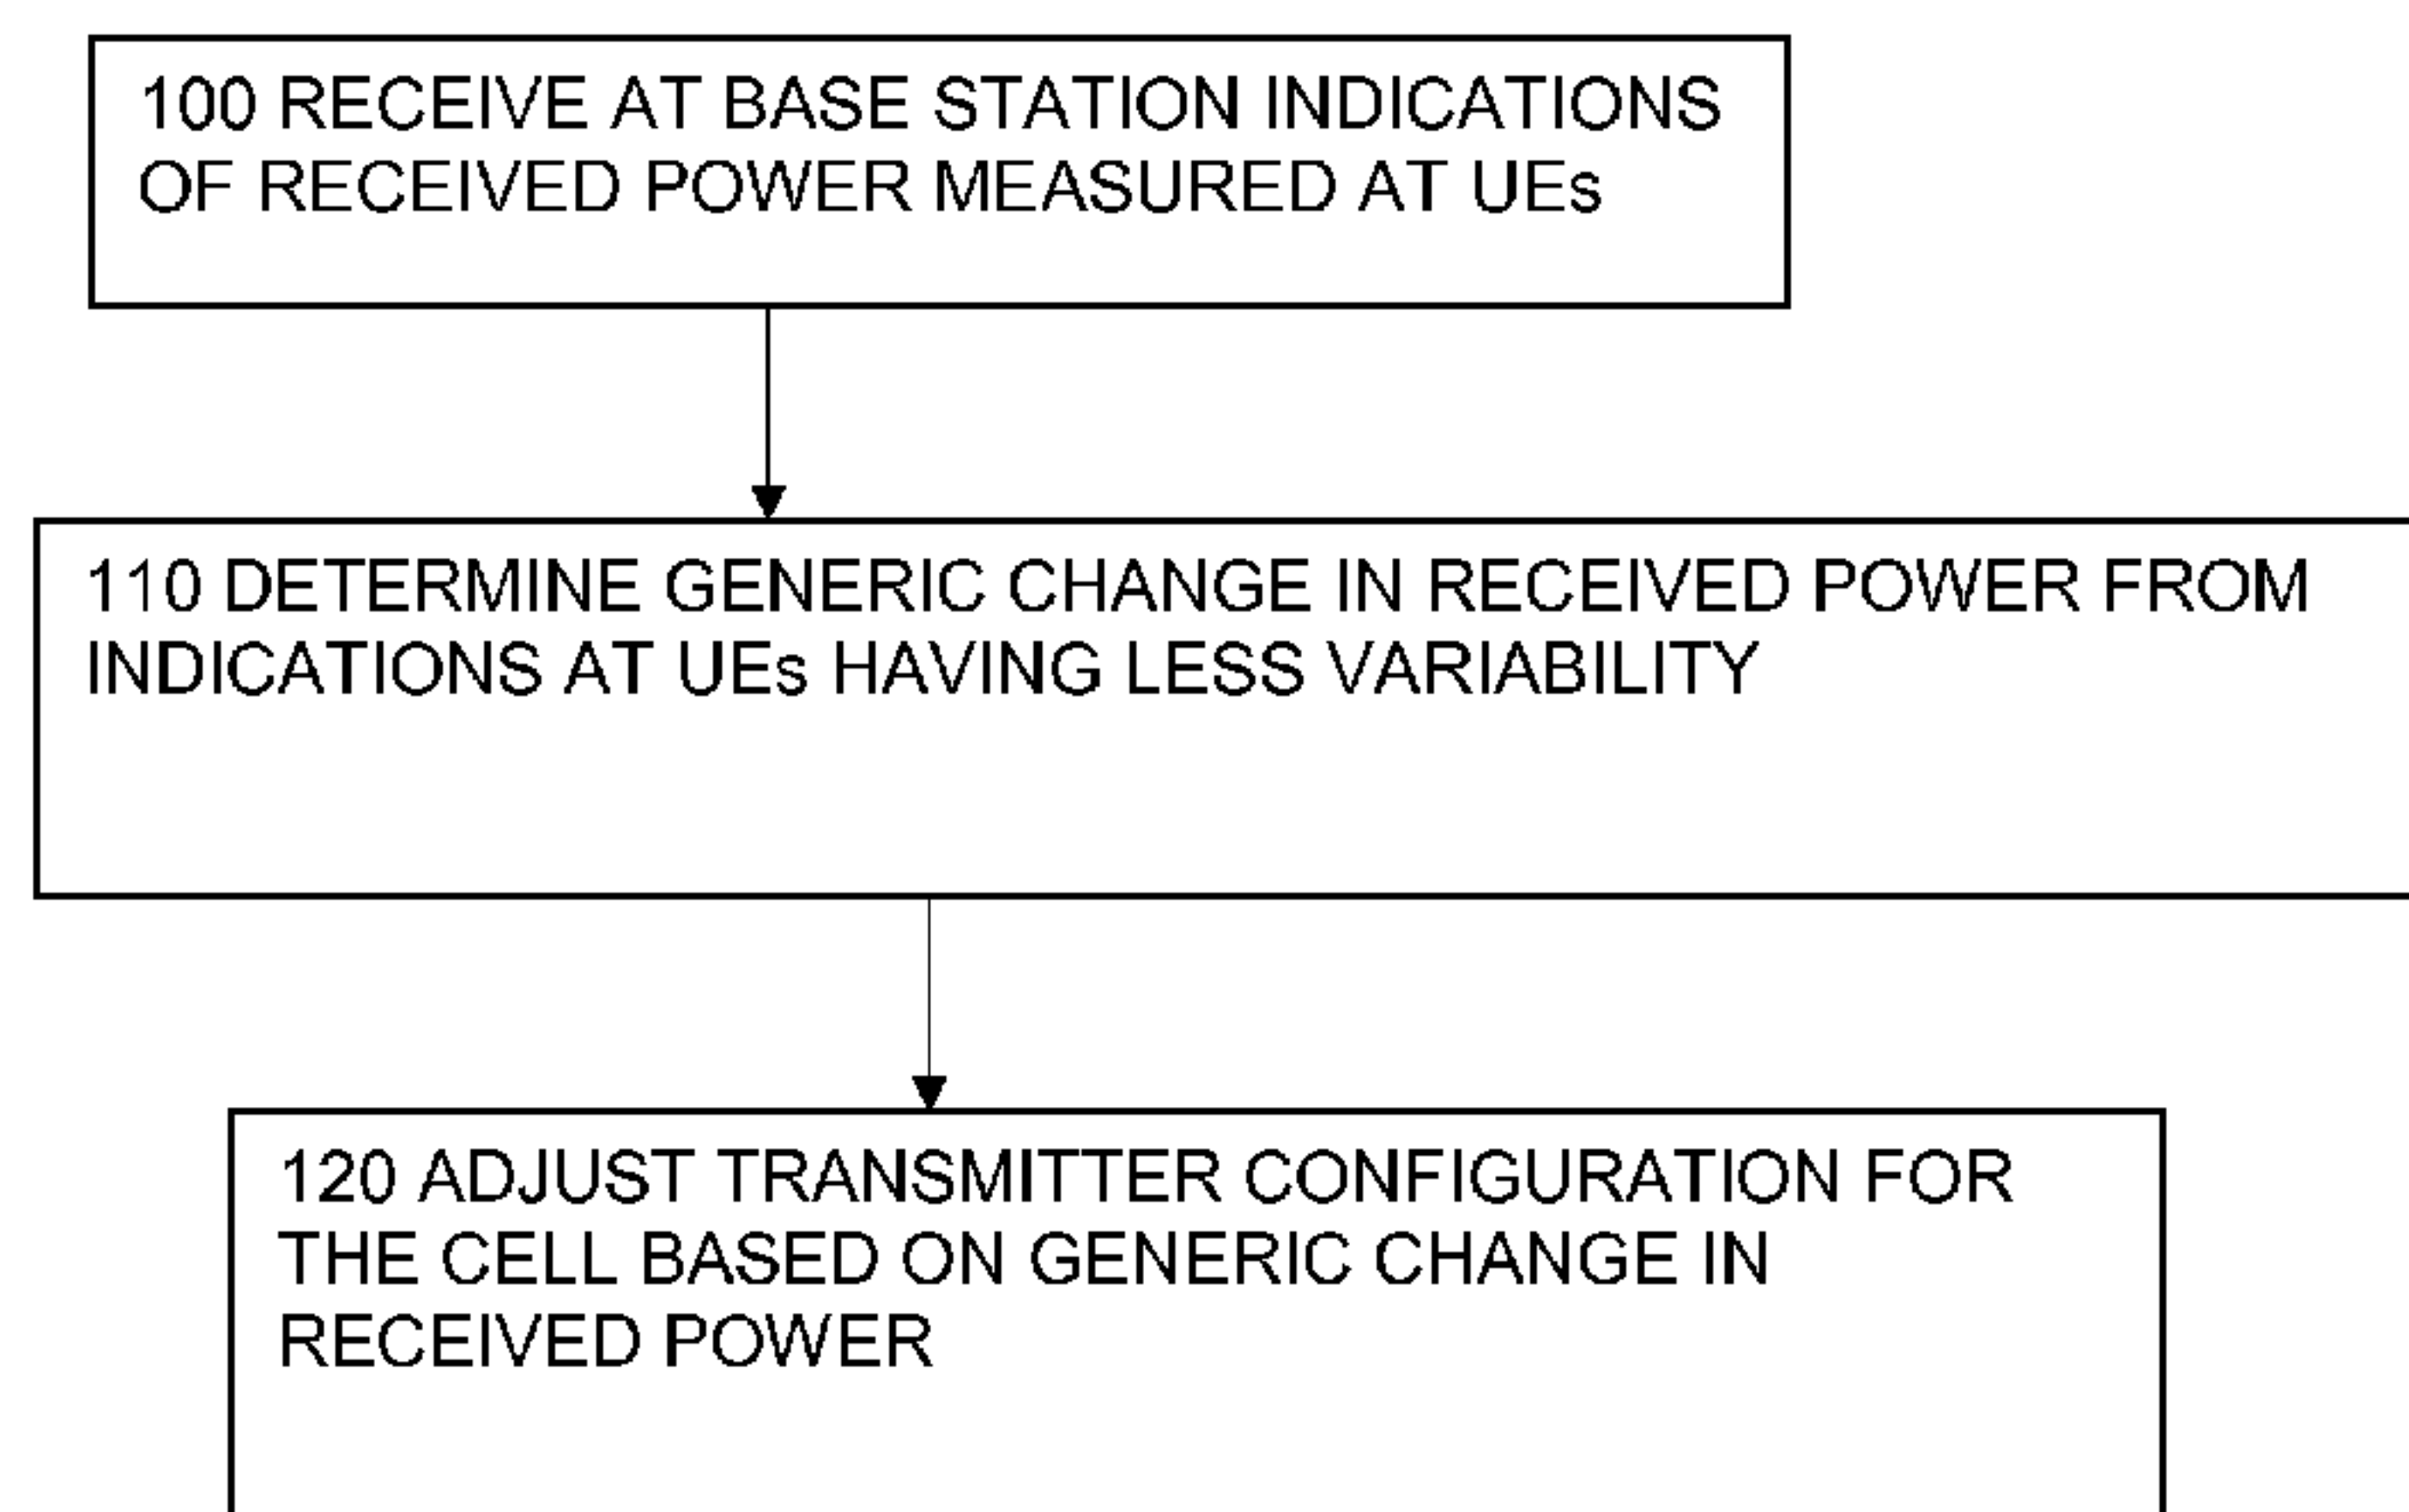 100 RECEIVE AT BASE STATION INDICATIONS
OF RECEIVED POWER MEASURED AT UEs
110 DETERMINE GENERIC CHANGE IN RECEIVED POWER FROM
INDICATIONS AT UEs HAVING LESS VARIABILITY
120 ADJUST TRANSMITTER CONFIGURATION FOR
THE CELL BASED ON GENERIC CHANGE IN
RECEIVED POWER